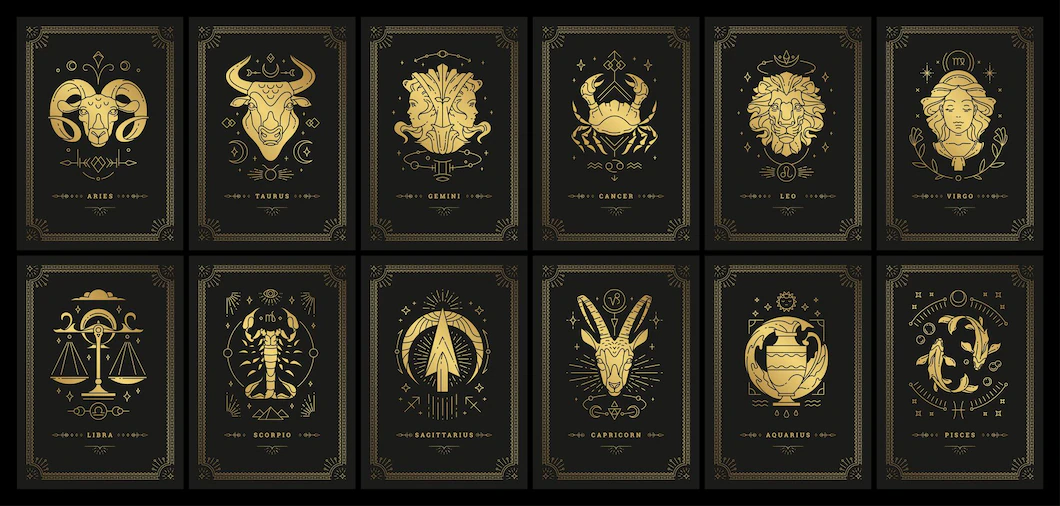 ARIES
TAURUS
GEMINI
CANCER
LEO
VIRGO
LIBRA
SCORPIO
SAGITTARIUS
CAPRICORN
AQUARIUS
PISCES